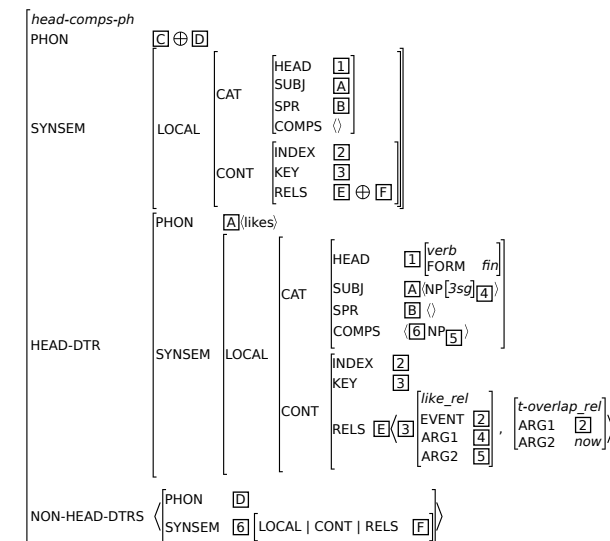 head-comps-ph
PHON C ⊕ D
SYNSEM LOCAL CAT HEAD 1
SUBJ A
SPR B
COMPS ⟨⟩
CONT INDEX 2
KEY 3
RELS E ⊕ F
HEAD-DTR PHON A⟨likes⟩
SYNSEM LOCAL CAT HEAD 1 [verb
FORM fin]
SUBJ A⟨NP[3sg]4⟩
SPR B ⟨⟩
COMPS ⟨6NP5⟩
CONT INDEX 2
KEY 3
RELS E⟨3[like_rel
EVENT 2
ARG1 4
ARG2 5] , [t-overlap_rel
ARG1 2
ARG2 now]⟩
NON-HEAD-DTRS ⟨[PHON D
SYNSEM 6 [LOCAL | CONT | RELS F]]⟩